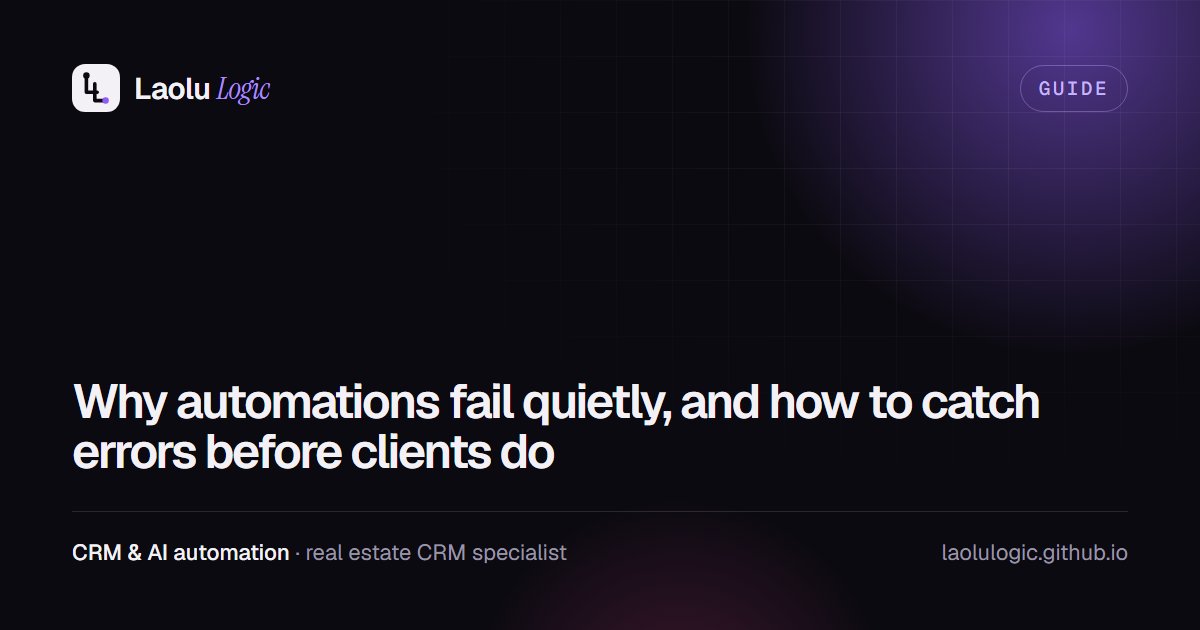 Laolu Logic
GUIDE
Why automations fail quietly, and how to catch
errors before clients do
CRM & AI automation · real estate CRM specialist
laolulogic.github.io